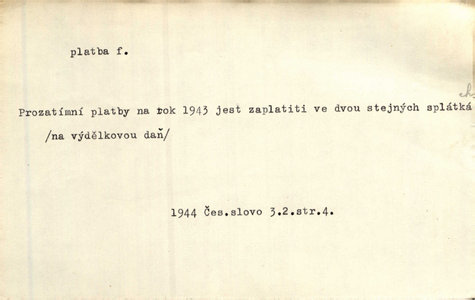 platba f.
Prozatímní platby na rok 1943 jest zaplatiti ve dvou stejných splátkách
/na výdělkovou daň/
1944 Čes.slovo 3.2.str.4.